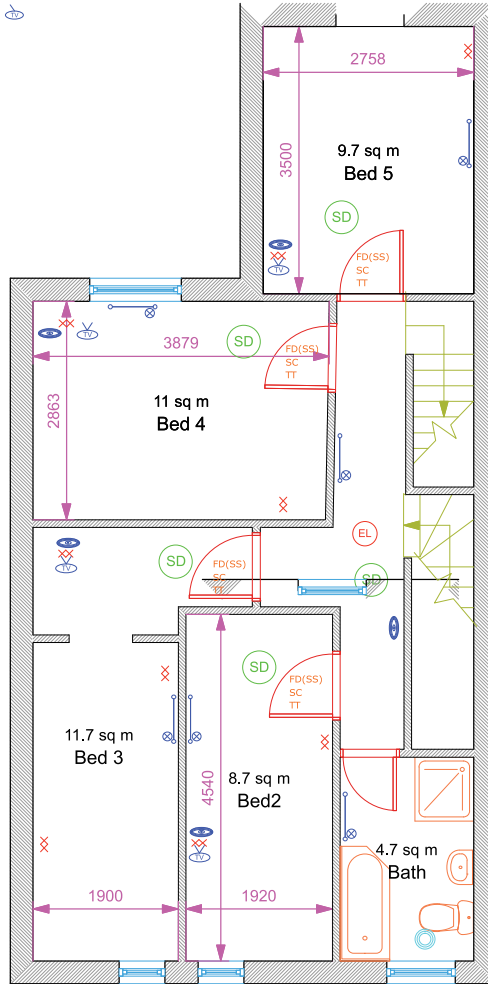 TV
2758
3500
9.7 sq m
Bed 5
SD
FD(SS)
SC
TT
TV
TV
3879
SD
FD(SS)
SC
TT
2863
11 sq m
Bed 4
EL
TV
SD
FD(SS)
SC
TT
SD
SD
FD(SS)
SC
TT
11.7 sq m
Bed 3
4540
8.7 sq m
Bed2
TV
4.7 sq m
Bath
1900
1920